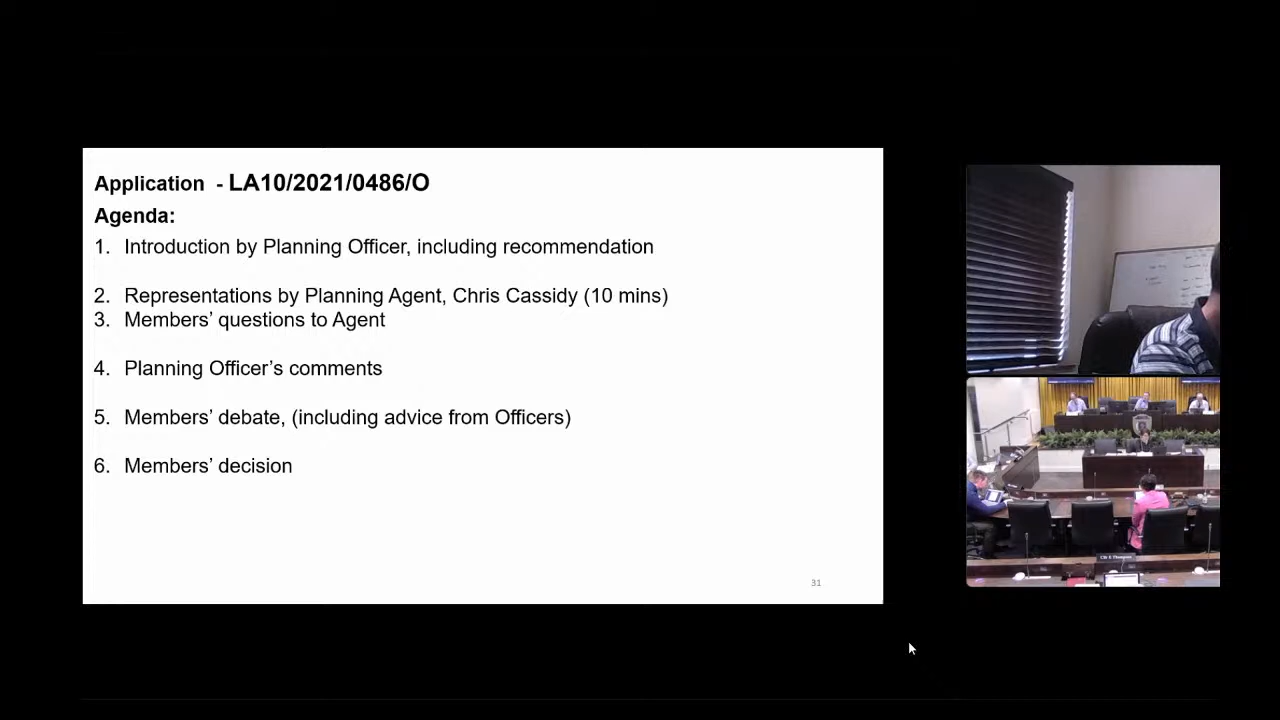 Application - LA10/2021/0486/O
Agenda:
1. Introduction by Planning Officer, including recommendation
2. Representations by Planning Agent, Chris Cassidy (10 mins)
3. Members’ questions to Agent
4. Planning Officer’s comments
5. Members’ debate, (including advice from Officers)
6. Members’ decision
31